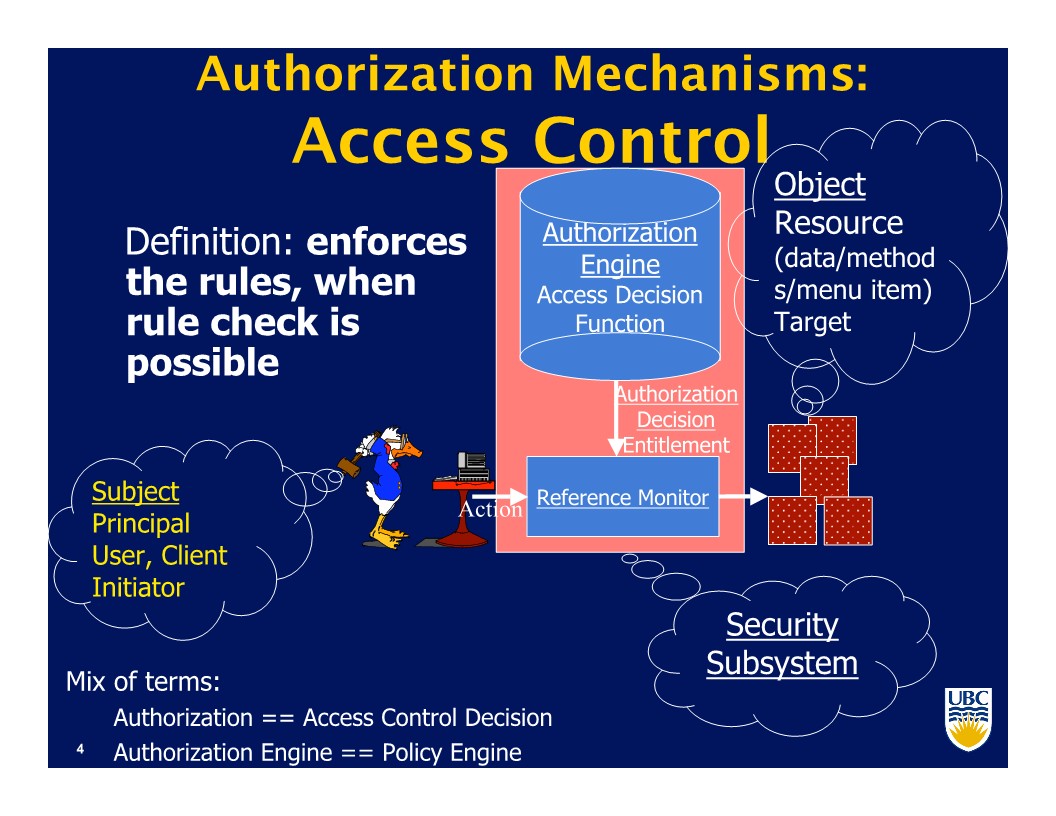 Authorization Mechanisms:
Access Control
Definition: enforces
the rules, when
rule check is
possible
Authorization
Engine
Access Decision
Function
Object
Resource
(data/method
s/menu item)
Target
Authorization
Decision
Entitlement
Subject
Principal
User, Client
Initiator
Action
Reference Monitor
Security
Subsystem
Mix of terms:
Authorization == Access Control Decision
4 Authorization Engine == Policy Engine
UBC